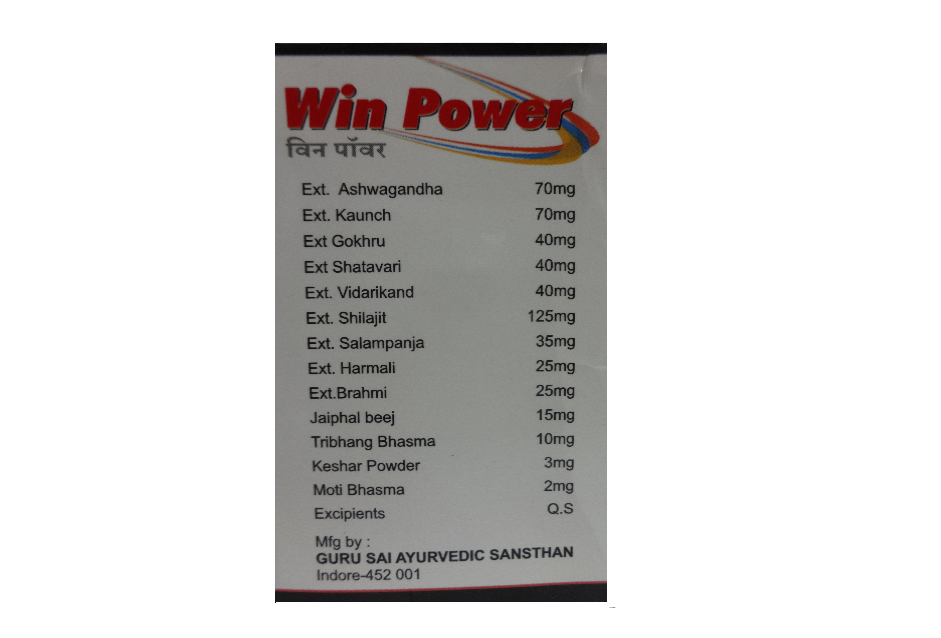 Win Power
विन पॉवर
Ext. Ashwagandha 70mg
Ext. Kaunch 70mg
Ext Gokhru 40mg
Ext Shatavari 40mg
Ext. Vidarikand 40mg
Ext. Shilajit 125mg
Ext. Salampanja 35mg
Ext. Harmali 25mg
Ext.Brahmi 25mg
Jaiphal beej 15mg
Tribhang Bhasma 10mg
Keshar Powder 3mg
Moti Bhasma 2mg
Excipients Q.S
Mfg by :
GURU SAI AYURVEDIC SANSTHAN
Indore-452 001